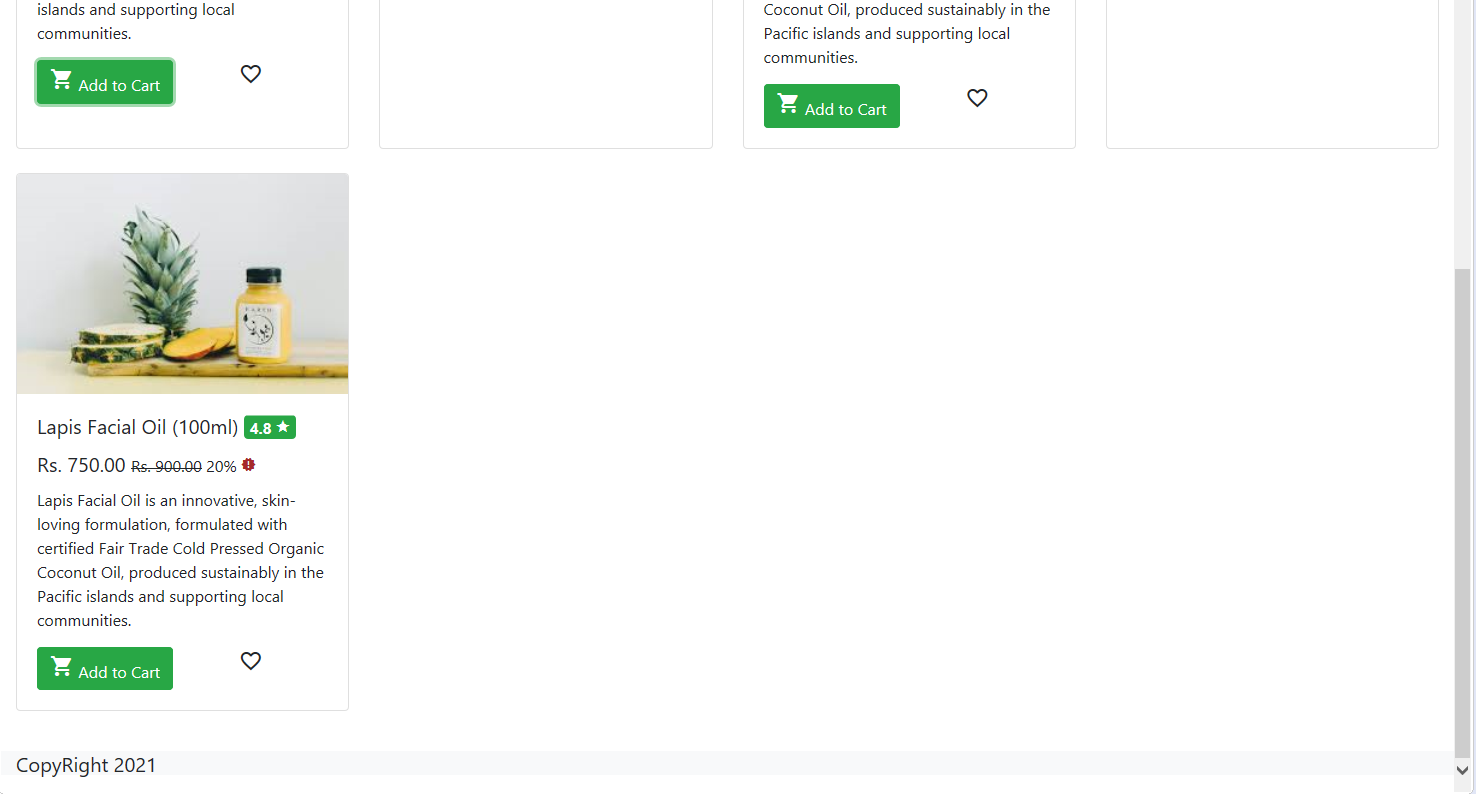 islands and supporting local
communities.
Add to Cart
Coconut Oil, produced sustainably in the
Pacific islands and supporting local
communities.
Add to Cart
EARTH
Lapis Facial Oil (100ml) 4.8
Rs. 750.00 Rs. 900.00 20%
Lapis Facial Oil is an innovative, skin-
loving formulation, formulated with
certified Fair Trade Cold Pressed Organic
Coconut Oil, produced sustainably in the
Pacific islands and supporting local
communities.
Add to Cart
CopyRight 2021